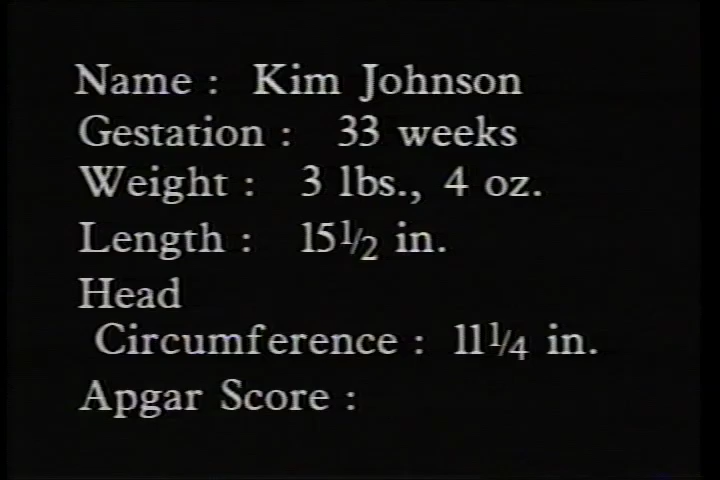 Name : Kim Johnson
Gestation : 33 weeks
Weight : 3 lbs., 4 oz.
Length : 15½ in.
Head
Circumference : 11¼ in.
Apgar Score :